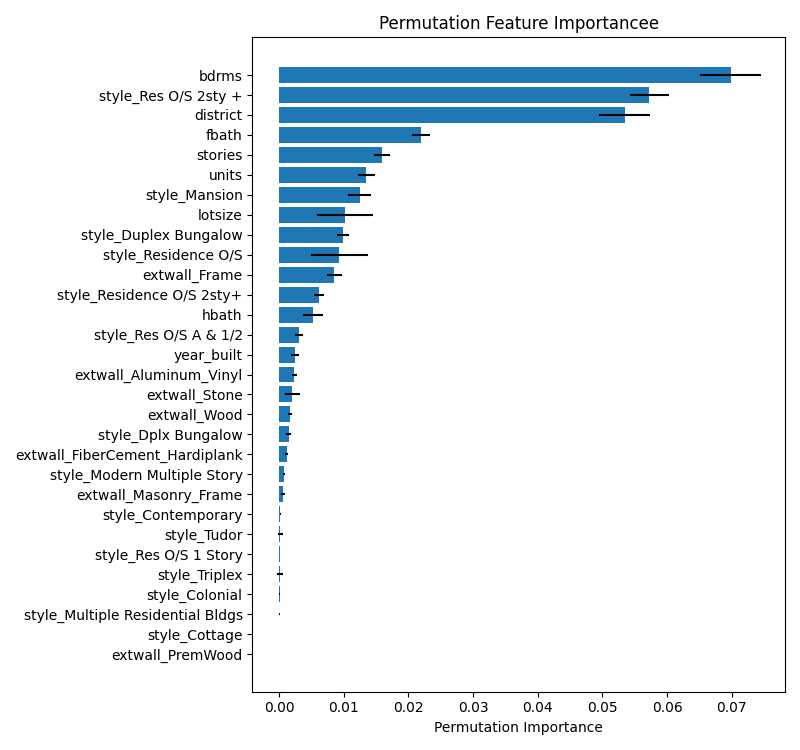 Permutation Feature Importancee
bdrms
style_Res O/S 2sty +
district
fbath
stories
units
style_Mansion
lotsize
style_Duplex Bungalow
style_Residence O/S
extwall_Frame
style_Residence O/S 2sty+
hbath
style_Res O/S A & 1/2
year_built
extwall_Aluminum_Vinyl
extwall_Stone
extwall_Wood
style_Dplx Bungalow
extwall_FiberCement_Hardiplank
style_Modern Multiple Story
extwall_Masonry_Frame
style_Contemporary
style_Tudor
style_Res O/S 1 Story
style_Triplex
style_Colonial
style_Multiple Residential Bldgs
style_Cottage
extwall_PremWood
0.00 0.01 0.02 0.03 0.04 0.05 0.06 0.07
Permutation Importance